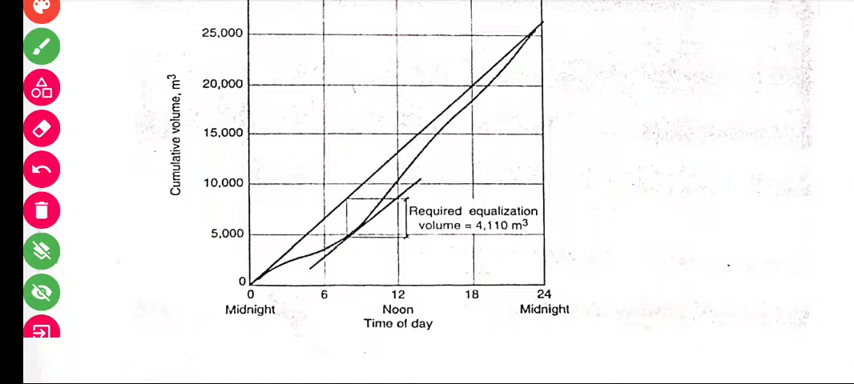 25,000
20,000
15,000
10,000
5,000
0
Cumulative volume, m³
Required equalization
volume = 4,110 m³
0 6 12 18 24
Midnight Noon Midnight
Time of day